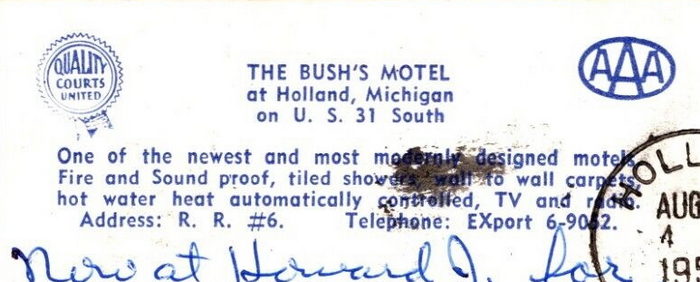 QUALITY
COURTS
UNITED
THE BUSH'S MOTEL
at Holland, Michigan
on U. S. 31 South
AAA
One of the newest and most modernly designed motels.
Fire and Sound proof, tiled showers, wall to wall carpets,
hot water heat automatically controlled, TV and radio.
Address: R. R. #6. Telephone: EXport 6-9052.
HOLL
AUG
4
195
Now at Howard J.